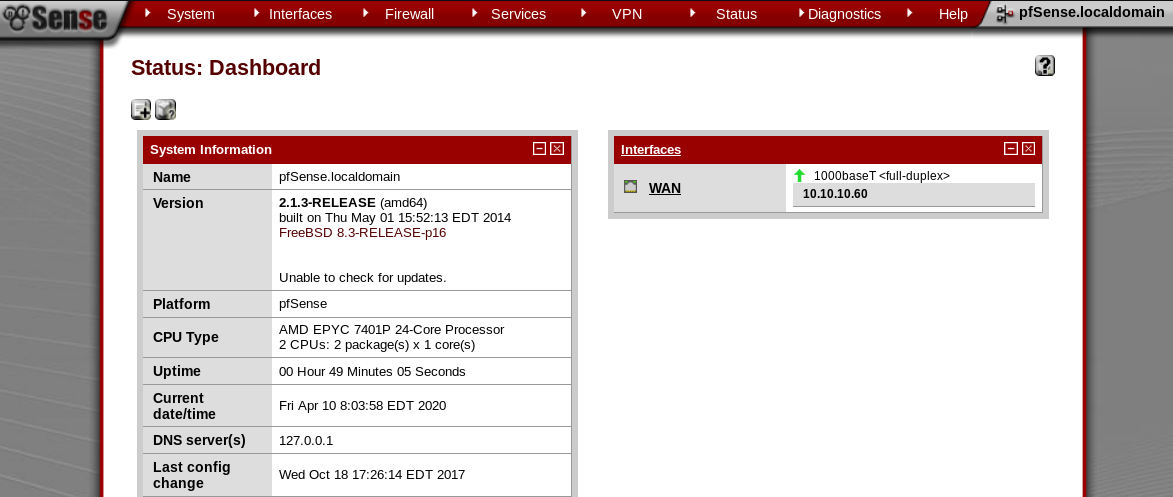 Sense
System
Interfaces
Firewall
Services
VPN
Status
Diagnostics
Help
pfSense.localdomain
Status: Dashboard
?
System Information
Name
pfSense.localdomain
Version
2.1.3-RELEASE (amd64)
built on Thu May 01 15:52:13 EDT 2014
FreeBSD 8.3-RELEASE-p16
Unable to check for updates.
Platform
pfSense
CPU Type
AMD EPYC 7401P 24-Core Processor
2 CPUs: 2 package(s) x 1 core(s)
Uptime
00 Hour 49 Minutes 05 Seconds
Current
date/time
Fri Apr 10 8:03:58 EDT 2020
DNS server(s)
127.0.0.1
Last config
change
Wed Oct 18 17:26:14 EDT 2017
Interfaces
WAN
1000baseT <full-duplex>
10.10.10.60